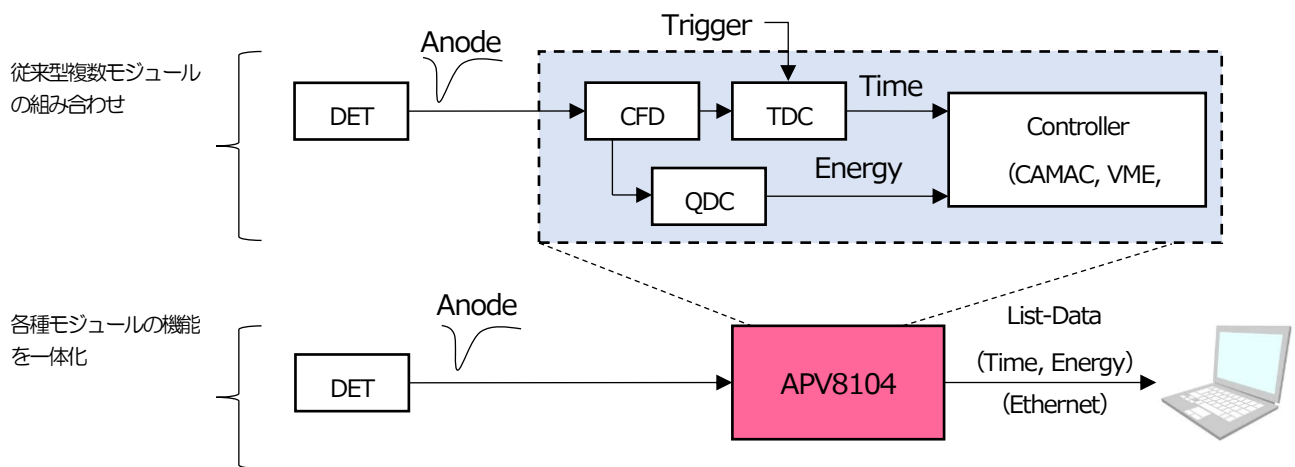 Trigger
Anode
従来型複数モジュール
の組み合わせ
DET
CFD
TDC
Time
Controller
(CAMAC, VME,
Energy
QDC
各種モジュールの機能
を一体化
Anode
DET
APV8104
List-Data
(Time, Energy)
(Ethernet)